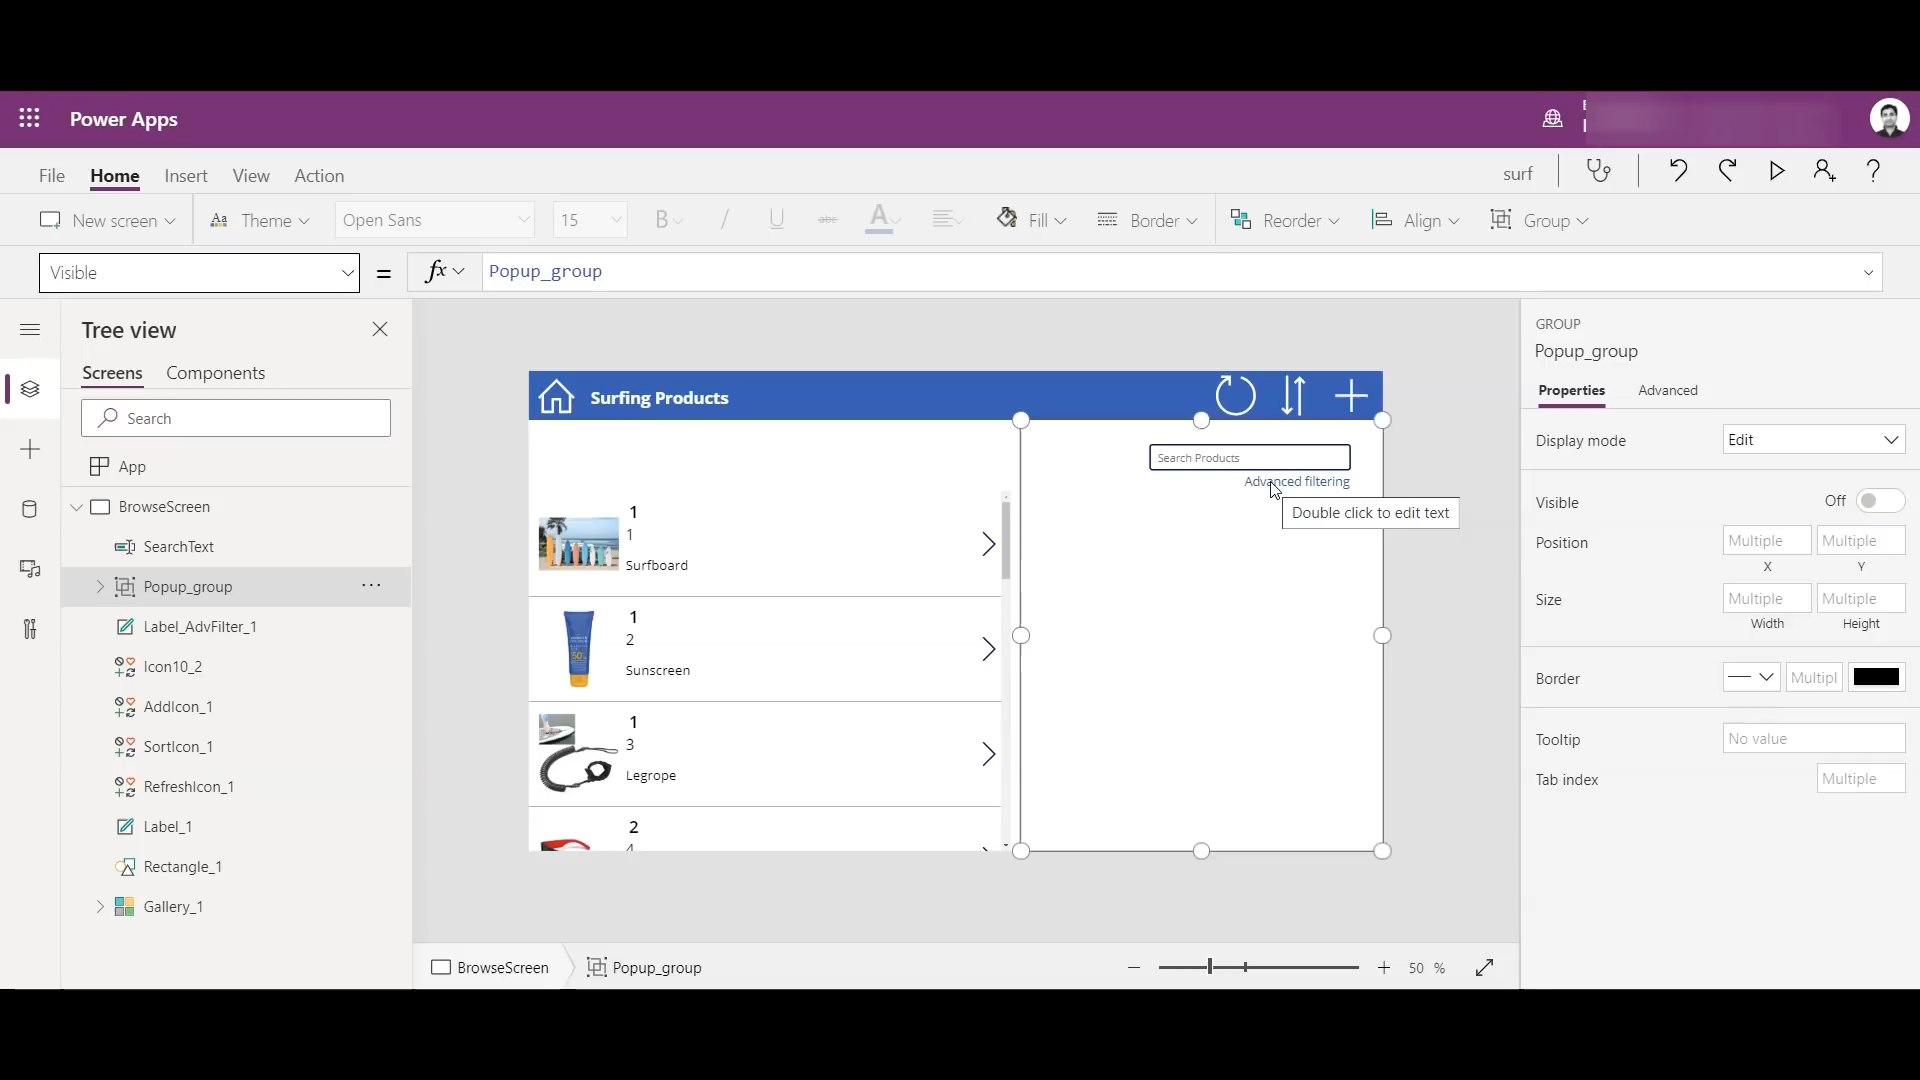 Power Apps
File Home Insert View Action
surf
New screen Theme Open Sans 15 B / U abc A Fill Border Reorder Align Group
Visible = fx Popup_group
Tree view
Screens Components
Search
App
BrowseScreen
SearchText
Popup_group ...
Label_AdvFilter_1
Icon10_2
AddIcon_1
SortIcon_1
RefreshIcon_1
Label_1
Rectangle_1
Gallery_1
Surfing Products
Search Products
Advanced filtering
Double click to edit text
1
1
Surfboard
1
2
Sunscreen
1
3
Legrope
2
4
BrowseScreen Popup_group
50 %
GROUP
Popup_group
Properties Advanced
Display mode Edit
Visible Off
Position Multiple Multiple
X Y
Size Multiple Multiple
Width Height
Border Multipl
Tooltip No value
Tab index Multiple